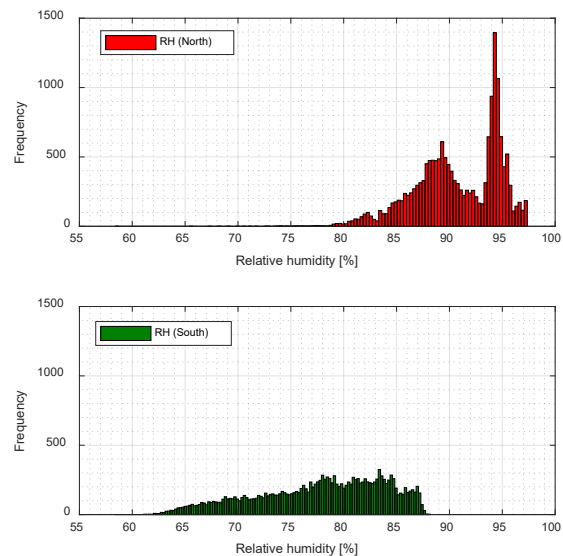 1500
RH (North)
1000
Frequency
500
0
55 60 65 70 75 80 85 90 95 100
Relative humidity [%]
1500
RH (South)
1000
Frequency
500
0
55 60 65 70 75 80 85 90 95 100
Relative humidity [%]